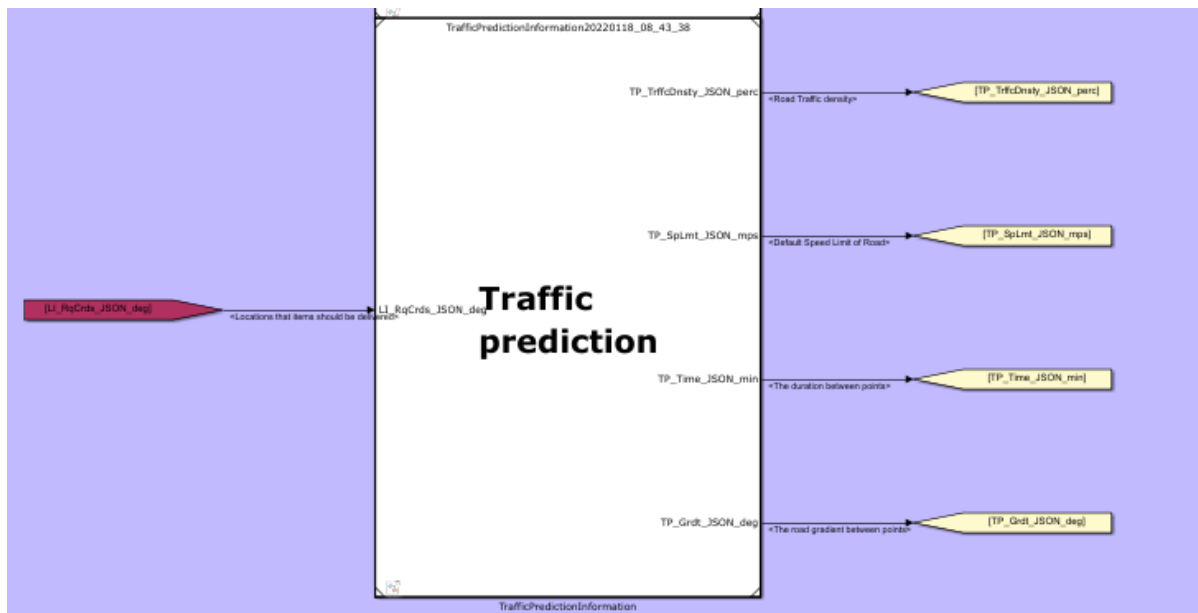 TrafficPredictionInformation20220118_08_43_38
TP_TrffcDnsty_JSON_perc
<Road Traffic density>
[TP_TrffcDnsty_JSON_perc]
TP_SpLmt_JSON_mps
<Default Speed Limit of Road>
[TP_SpLmt_JSON_mps]
[LI_RqCrds_JSON_deg]
<Locations that items should be delivered>
LI_RqCrds_JSON_deg
Traffic
prediction
TP_Time_JSON_min
<The duration between points>
[TP_Time_JSON_min]
TP_Grdt_JSON_deg
<The road gradient between points>
[TP_Grdt_JSON_deg]
TrafficPredictionInformation